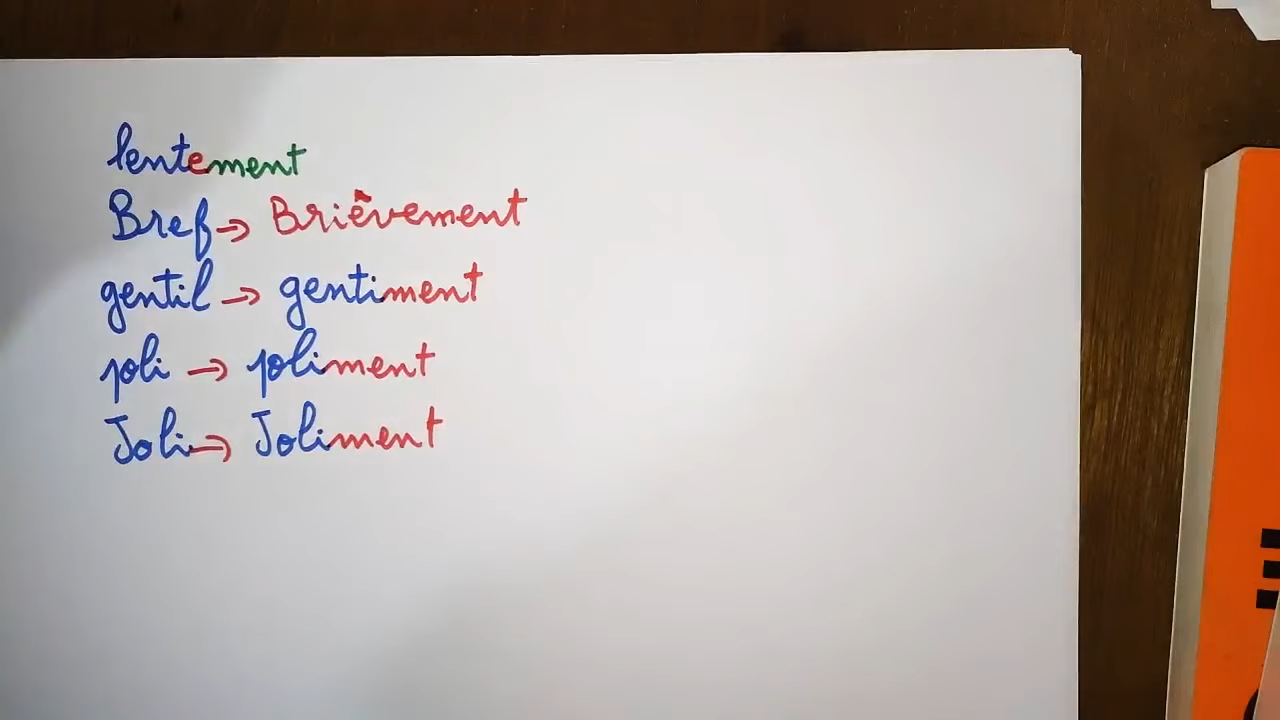 lentement
Bref → Brièvement
gentil → gentiment
poli → poliment
Joli → Joliment